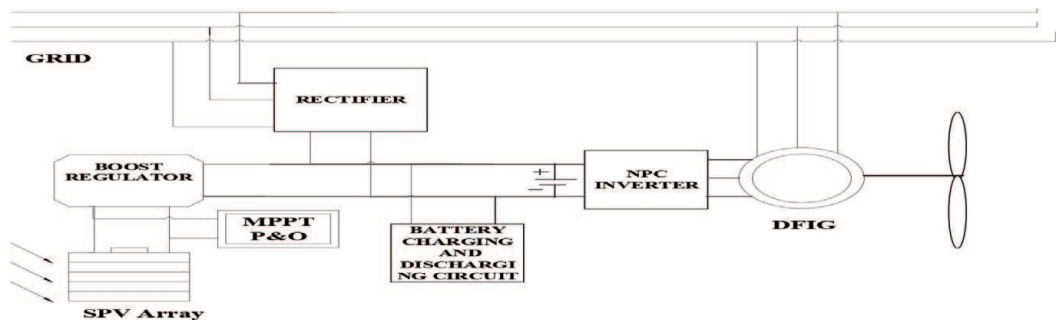 GRID
RECTIFIER
BOOST
REGULATOR
MPPT
P&O
SPV Array
BATTERY
CHARGING
AND
DISCHARGI
NG CIRCUIT
+
−
NPC
INVERTER
DFIG